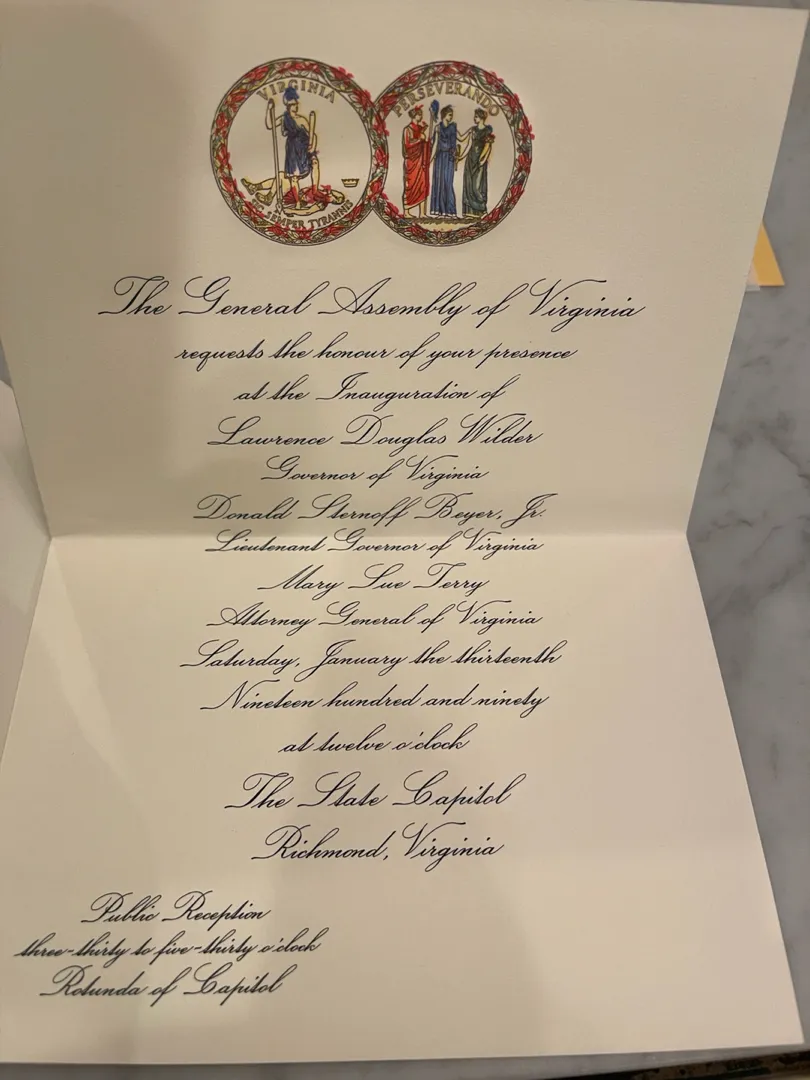 VIRGINIA
SIC SEMPER TYRANNIS
PERSEVERANDO
The General Assembly of Virginia
requests the honour of your presence
at the Inauguration of
Lawrence Douglas Wilder
Governor of Virginia
Donald Sternoff Beyer, Jr.
Lieutenant Governor of Virginia
Mary Sue Terry
Attorney General of Virginia
Saturday, January the thirteenth
Nineteen hundred and ninety
at twelve o'clock
The State Capitol
Richmond, Virginia
Public Reception
three-thirty to five-thirty o'clock
Rotunda of Capitol